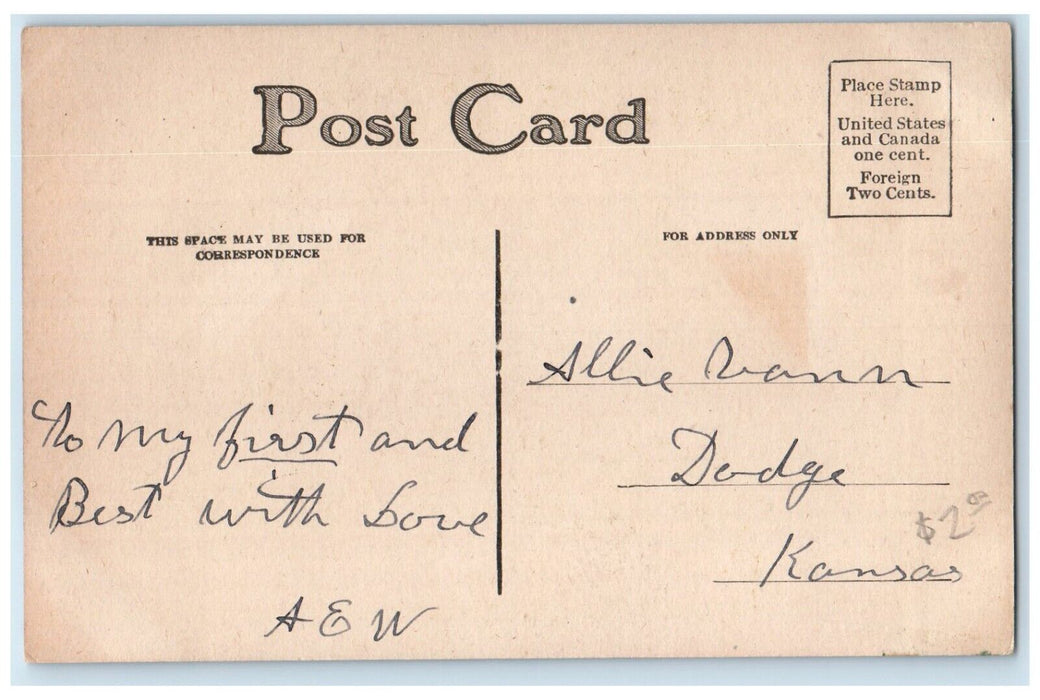 Post Card
Place Stamp
Here.
United States
and Canada
one cent.
Foreign
Two Cents.
THIS SPACE MAY BE USED FOR
CORRESPONDENCE
FOR ADDRESS ONLY
To my first and
Best with Love
A E W
Allie Vann
Dodge
Kansas
$2